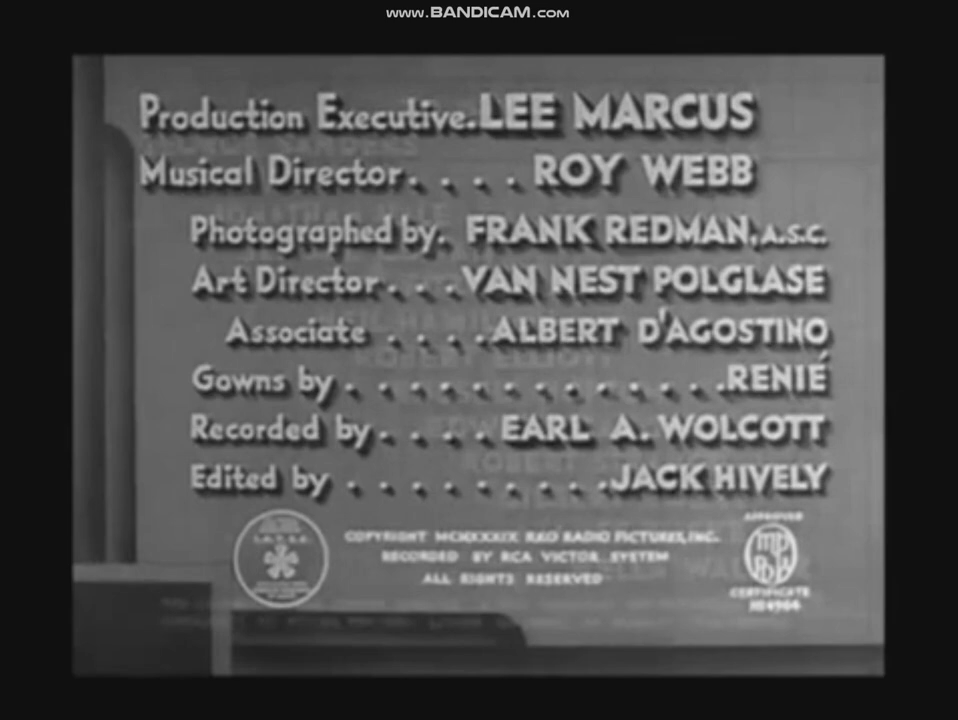 www.BANDICAM.com
Production Executive.LEE MARCUS
Musical Director. . . . ROY WEBB
Photographed by. FRANK REDMAN, A.S.C.
Art Director. . . VAN NEST POLGLASE
Associate . . . . ALBERT D'AGOSTINO
Gowns by . . . . . . . . . . . . . RENIÉ
Recorded by. . . . EARL A. WOLCOTT
Edited by . . . . . . . . . JACK HIVELY
COPYRIGHT MCMXXXIX RKO RADIO PICTURES, INC.
RECORDED BY RCA VICTOR SYSTEM
ALL RIGHTS RESERVED
APPROVED
CERTIFICATE